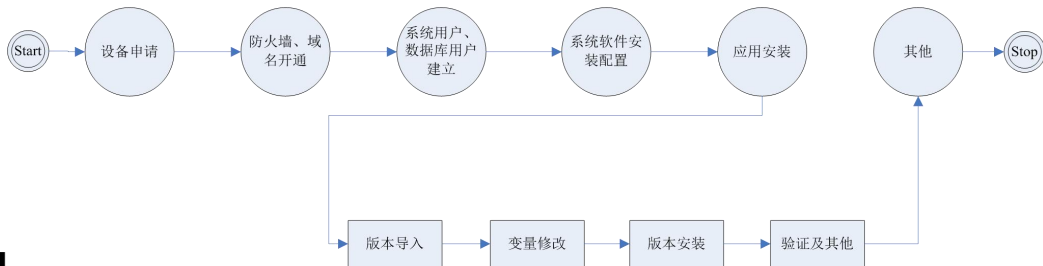 Start
设备申请
防火墙、域
名开通
系统用户、
数据库用户
建立
系统软件安
装配置
应用安装
其他
Stop
版本导入
变量修改
版本安装
验证及其他